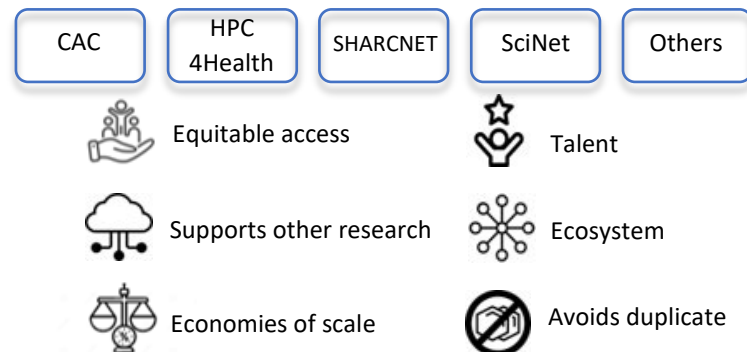 CAC
HPC
4Health
SHARCNET
SciNet
Others
Equitable access
Talent
Supports other research
Ecosystem
Economies of scale
Avoids duplicate